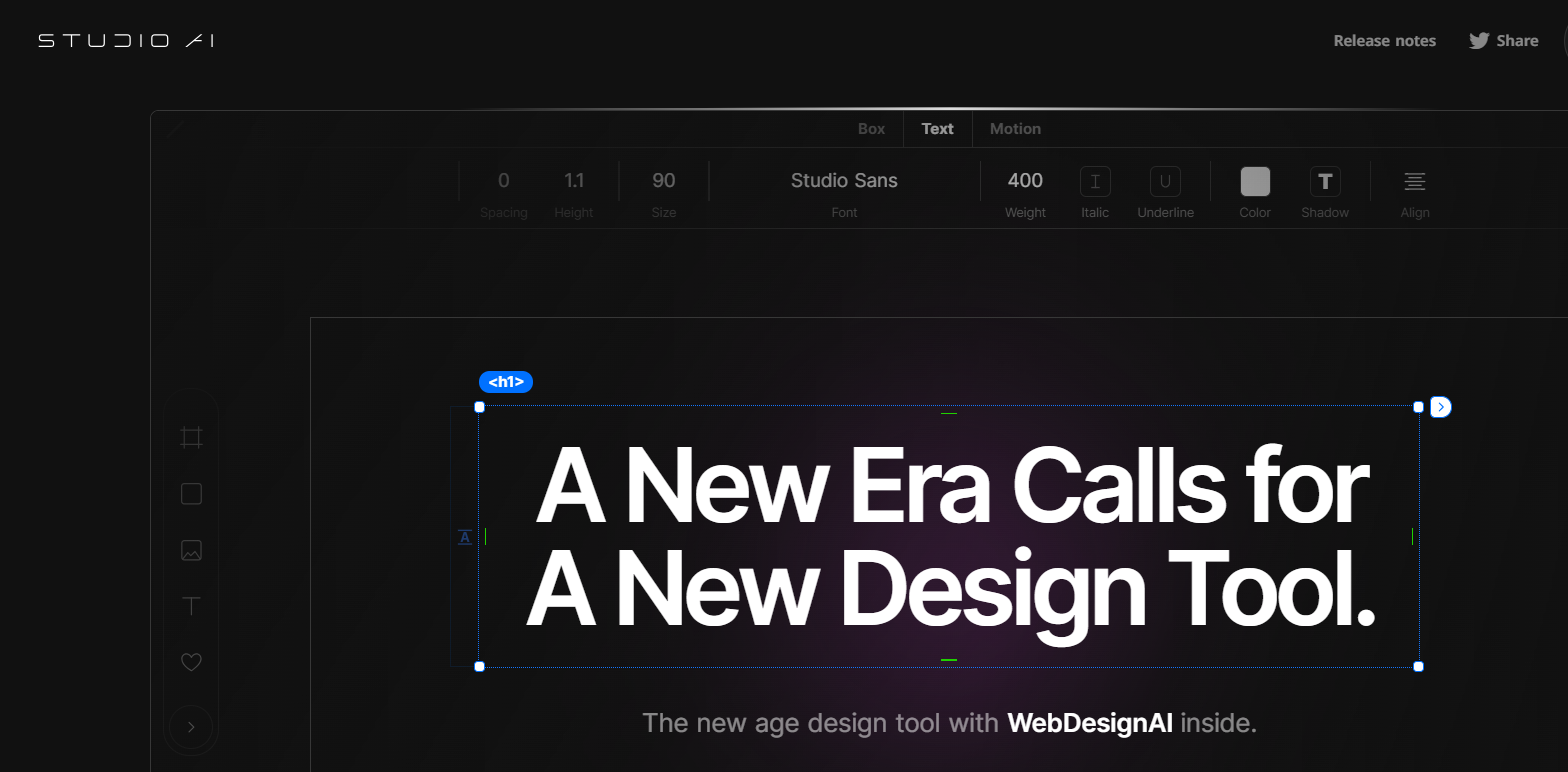 STUDIO AI
Release notes
Share
Box
Text
Motion
0
1.1
90
Studio Sans
400
I
U
T
Spacing
Height
Size
Font
Weight
Italic
Underline
Color
Shadow
Align
<h1>
A New Era Calls for
A
A New Design Tool.
T
The new age design tool with WebDesignAI inside.